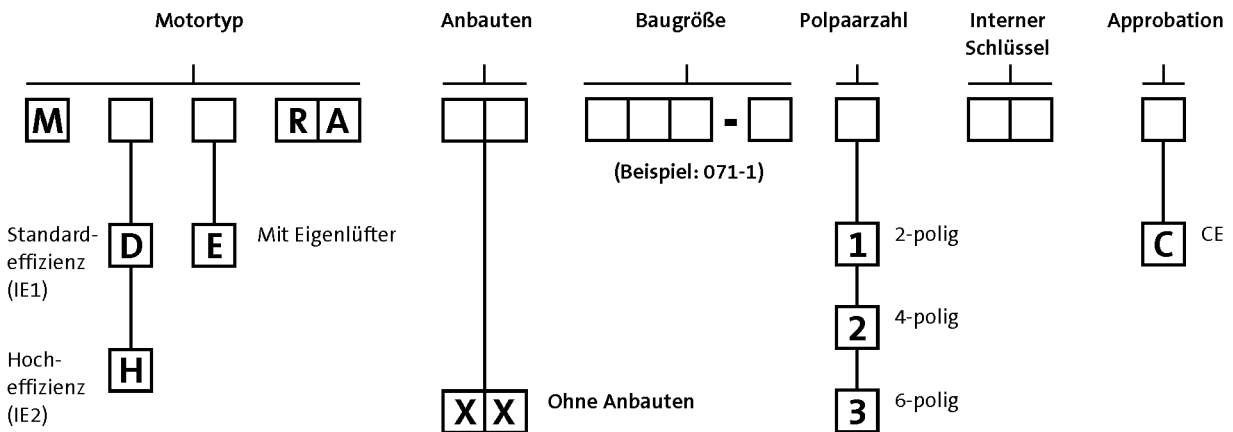 Motortyp Anbauten Baugröße Polpaarzahl Interner Schlüssel Approbation
M R A -
(Beispiel: 071-1)
Standard-
effizienz
(IE1)
D E Mit Eigenlüfter 1 2-polig C CE
2 4-polig
Hoch-
effizienz
(IE2)
H
X X Ohne Anbauten 3 6-polig